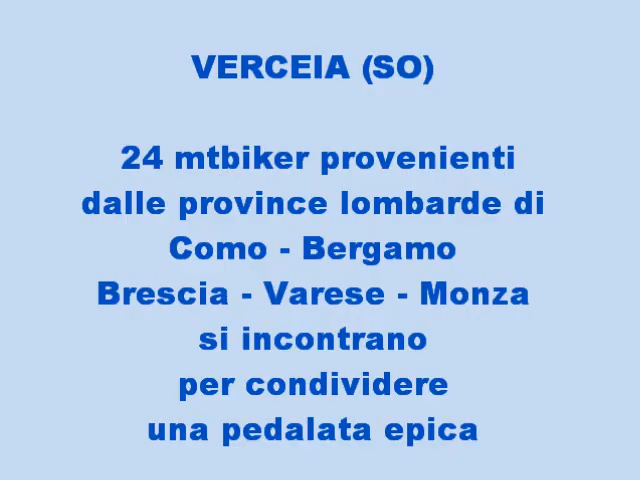 VERCEIA (SO)
24 mtbiker provenienti
dalle province lombarde di
Como - Bergamo
Brescia - Varese - Monza
si incontrano
per condividere
una pedalata epica